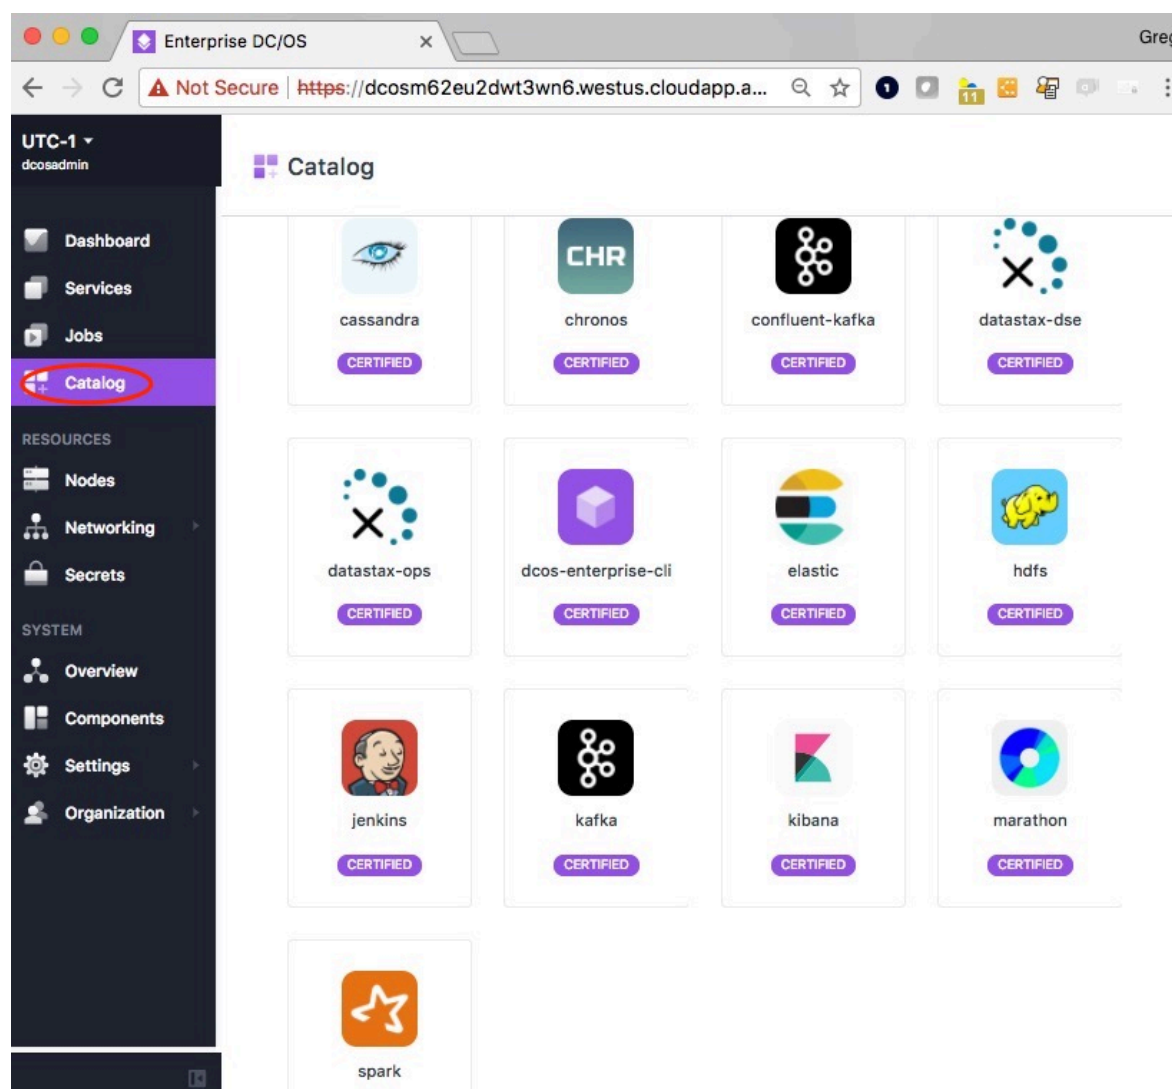 Enterprise DC/OS
Greg
Not Secure https://dcosm62eu2dwt3wn6.westus.cloudapp.a...
1
11
UTC-1
dcosadmin
Catalog
Dashboard
Services
Jobs
Catalog
RESOURCES
Nodes
Networking
Secrets
SYSTEM
Overview
Components
Settings
Organization
CHR
cassandra
chronos
confluent-kafka
datastax-dse
CERTIFIED
CERTIFIED
CERTIFIED
CERTIFIED
datastax-ops
dcos-enterprise-cli
elastic
hdfs
CERTIFIED
CERTIFIED
CERTIFIED
CERTIFIED
jenkins
kafka
kibana
marathon
CERTIFIED
CERTIFIED
CERTIFIED
CERTIFIED
spark